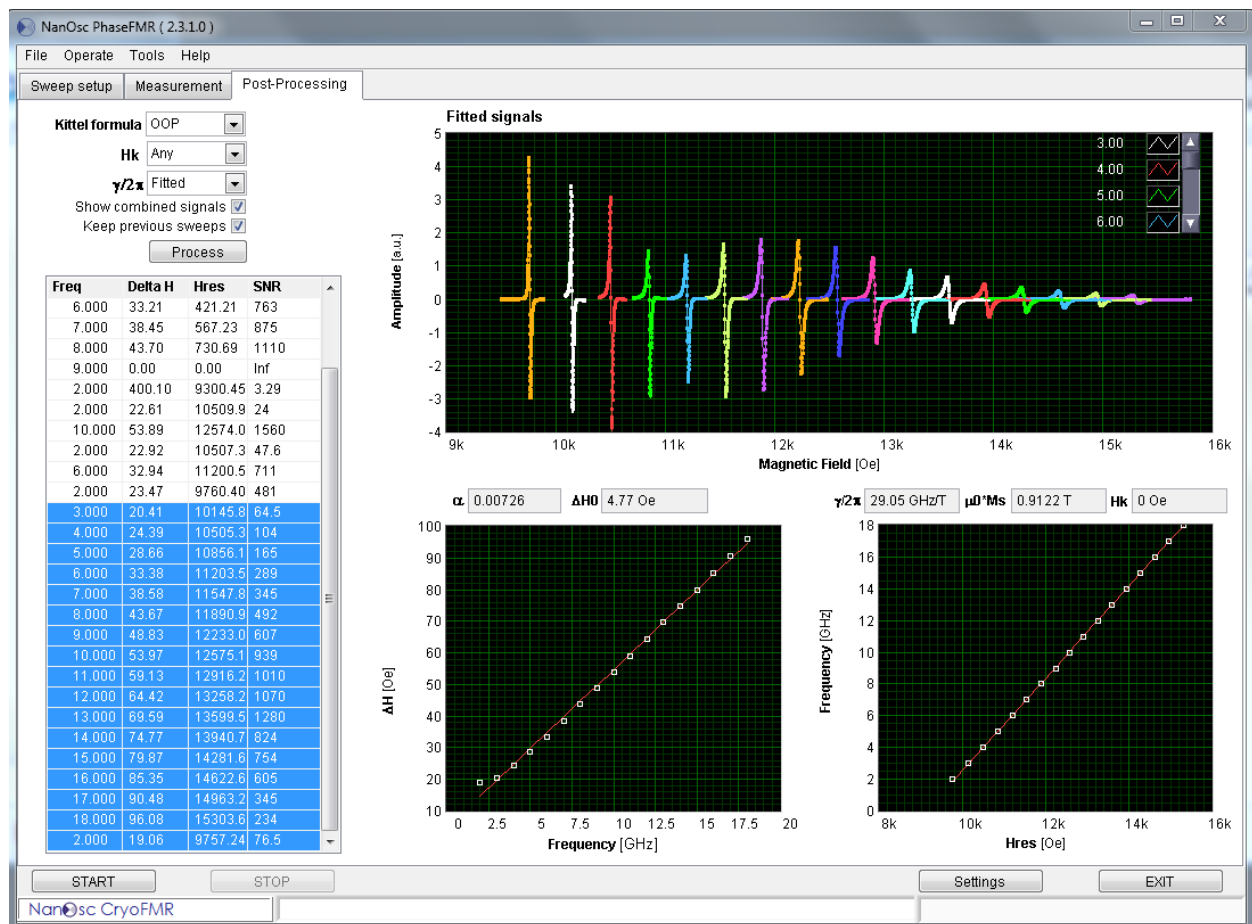 NanOsc PhaseFMR ( 2.3.1.0 )
File Operate Tools Help
Sweep setup Measurement Post-Processing
Kittel formula OOP
Hk Any
γ/2π Fitted
Show combined signals
Keep previous sweeps
Process
Freq Delta H Hres SNR
6.000 33.21 421.21 763
7.000 38.45 567.23 875
8.000 43.70 730.69 1110
9.000 0.00 0.00 Inf
2.000 400.10 9300.45 3.29
2.000 22.61 10509.9 24
10.000 53.89 12574.0 1560
2.000 22.92 10507.3 47.6
6.000 32.94 11200.5 711
2.000 23.47 9760.40 481
3.000 20.41 10145.8 64.5
4.000 24.39 10505.3 104
5.000 28.66 10856.1 165
6.000 33.38 11203.5 289
7.000 38.58 11547.8 345
8.000 43.67 11890.9 492
9.000 48.83 12233.0 607
10.000 53.97 12575.1 939
11.000 59.13 12916.2 1010
12.000 64.42 13258.2 1070
13.000 69.59 13599.5 1280
14.000 74.77 13940.7 824
15.000 79.87 14281.6 754
16.000 85.35 14622.6 605
17.000 90.48 14963.2 345
18.000 96.08 15303.6 234
2.000 19.06 9757.24 76.5
Fitted signals
Amplitude [a.u.]
5
4
3
2
1
0
-1
-2
-3
-4
9k 10k 11k 12k 13k 14k 15k 16k
Magnetic Field [Oe]
3.00
4.00
5.00
6.00
α 0.00726 ΔH0 4.77 Oe
ΔH [Oe]
100
90
80
70
60
50
40
30
20
10
0 2.5 5 7.5 10 12.5 15 17.5 20
Frequency [GHz]
γ/2π 29.05 GHz/T μ0*Ms 0.9122 T Hk 0 Oe
Frequency [GHz]
18
16
14
12
10
8
6
4
2
0
8k 10k 12k 14k 16k
Hres [Oe]
START STOP Settings EXIT
NanOsc CryoFMR